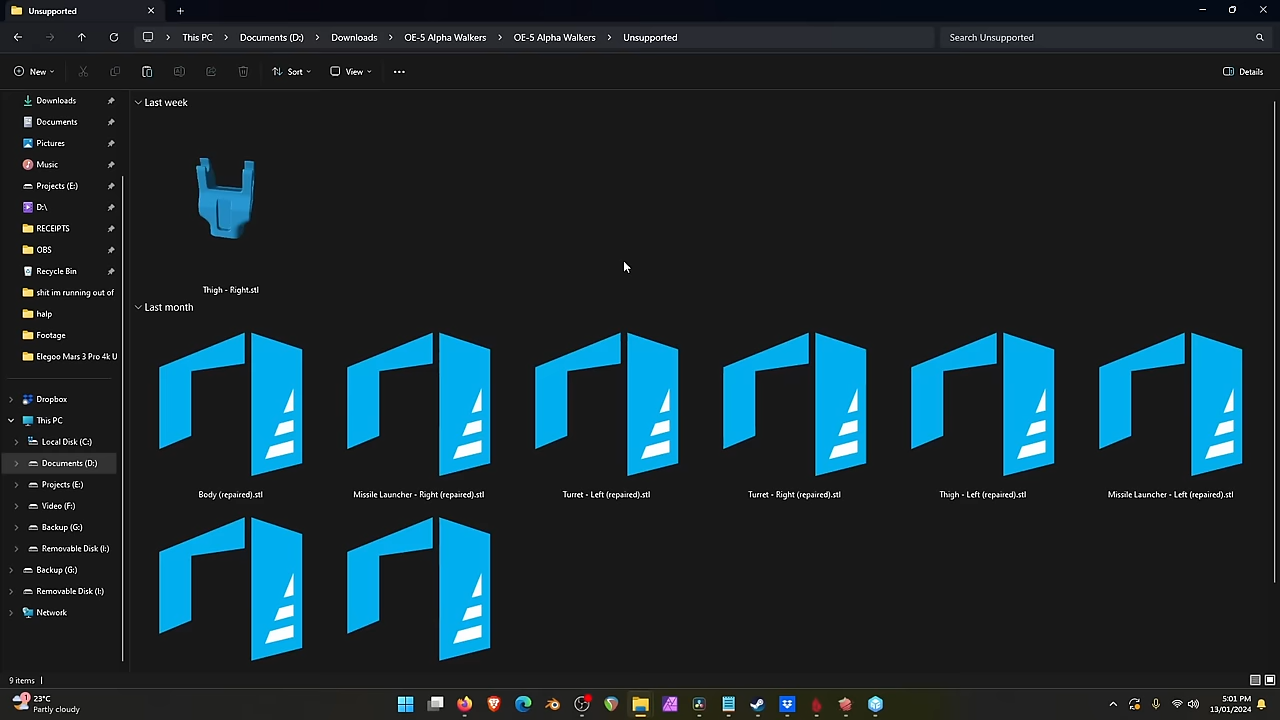 Unsupported
This PC > Documents (D:) > Downloads > OE-5 Alpha Walkers > OE-5 Alpha Walkers > Unsupported
Search Unsupported
New
Sort
View
Details
Downloads
Documents
Pictures
Music
Projects (E:)
D:\
RECEIPTS
OBS
Recycle Bin
shit im running out of
halp
Footage
Elegoo Mars 3 Pro 4k U
Dropbox
This PC
Local Disk (C:)
Documents (D:)
Projects (E:)
Video (F:)
Backup (G:)
Removable Disk (I:)
Backup (G:)
Removable Disk (I:)
Network
Last week
Thigh - Right.stl
Last month
Body (repaired).stl
Missile Launcher - Right (repaired).stl
Turret - Left (repaired).stl
Turret - Right (repaired).stl
Thigh - Left (repaired).stl
Missile Launcher - Left (repaired).stl
9 items
1
23°C
Partly cloudy
5:01 PM
13/01/2024